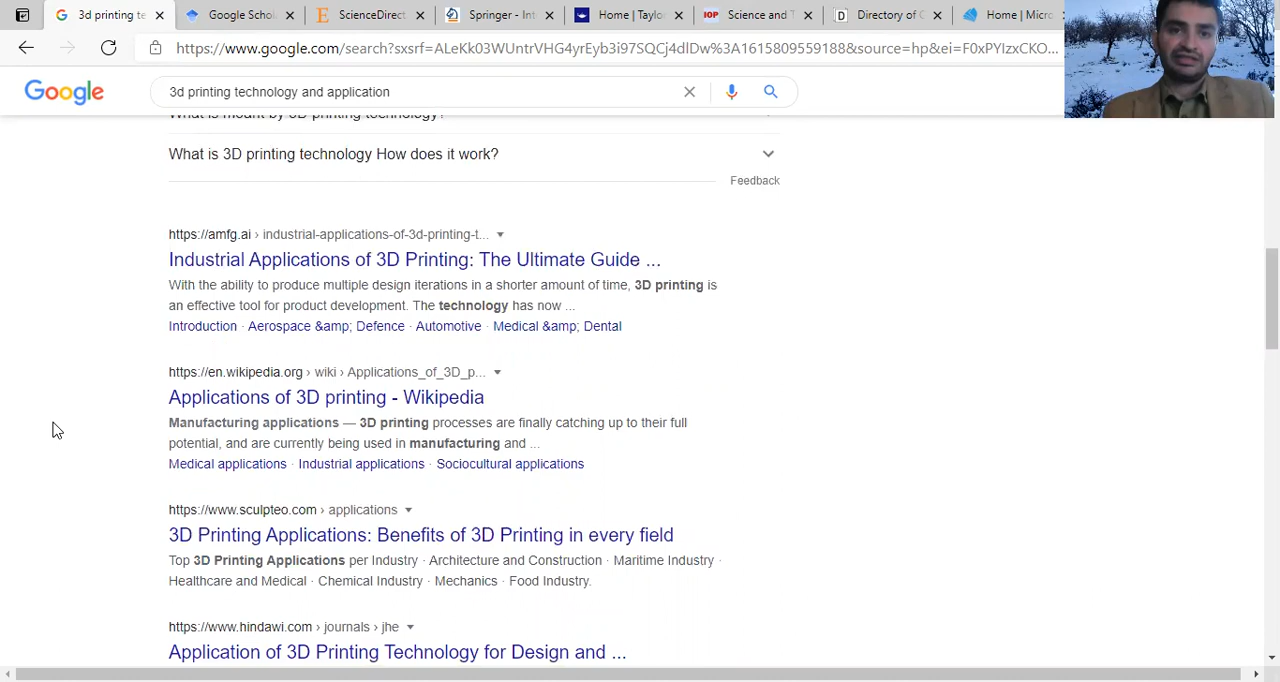 3d printing te
Google Schol
ScienceDirect
Springer - Int
Home | Taylo
Science and T
Directory of O
Home | Micro
https://www.google.com/search?sxsrf=ALeKk03WUntrVHG4yrEyb3i97SQCj4dlDw%3A1615809559188&source=hp&ei=F0xPYIzxCKO...
Google
3d printing technology and application
What is meant by 3D printing technology?
What is 3D printing technology How does it work?
Feedback
https://amfg.ai › industrial-applications-of-3d-printing-t...
Industrial Applications of 3D Printing: The Ultimate Guide ...
With the ability to produce multiple design iterations in a shorter amount of time, 3D printing is
an effective tool for product development. The technology has now ...
Introduction · Aerospace &amp; Defence · Automotive · Medical &amp; Dental
https://en.wikipedia.org › wiki › Applications_of_3D_p...
Applications of 3D printing - Wikipedia
Manufacturing applications — 3D printing processes are finally catching up to their full
potential, and are currently being used in manufacturing and ...
Medical applications · Industrial applications · Sociocultural applications
https://www.sculpteo.com › applications
3D Printing Applications: Benefits of 3D Printing in every field
Top 3D Printing Applications per Industry · Architecture and Construction · Maritime Industry ·
Healthcare and Medical · Chemical Industry · Mechanics · Food Industry.
https://www.hindawi.com › journals › jhe
Application of 3D Printing Technology for Design and ...